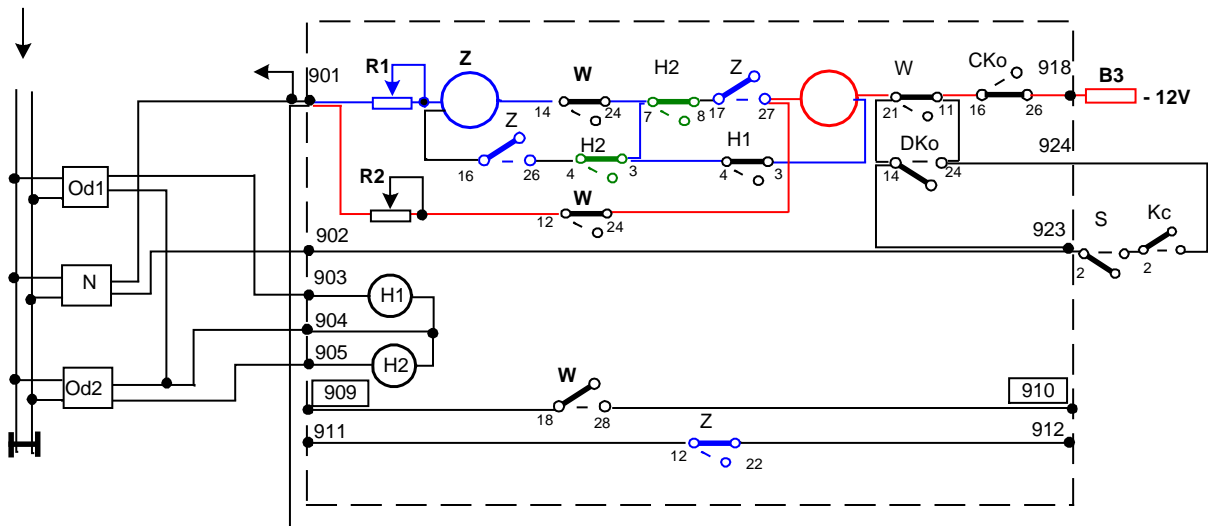 901 R1 Z 14 W 24 H2 7 8 17 Z 27 W 21 11 CKo 16 26 918 B3 - 12V
Z 16 26 H2 4 3 H1 4 3 DKo 14 24 924
Od1 R2 12 W 24
902 923 S 2 Kc 2
N 903 H1
904
905 H2
Od2 909 W 18 28 910
911 Z 12 22 912